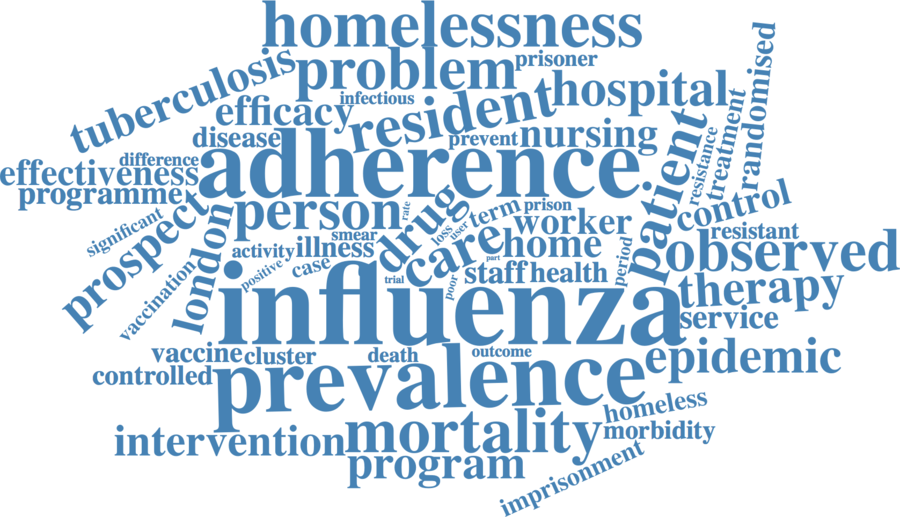 homelessness
problem
prisoner
tuberculosis
infectious
efficacy
resident
hospital
randomised
disease
prevent
nursing
patient
resistance
treatment
difference
effectiveness
adherence
programme
control
significant
prospect
london
person
rate
drug
loss
user
term
prison
worker
resistant
activity
illness
smear
care
part
home
period
observed
vaccination
positive
case
trial
poor
staff
health
therapy
influenza
service
vaccine
cluster
death
outcome
epidemic
controlled
prevalence
homeless
intervention
mortality
morbidity
program
imprisonment